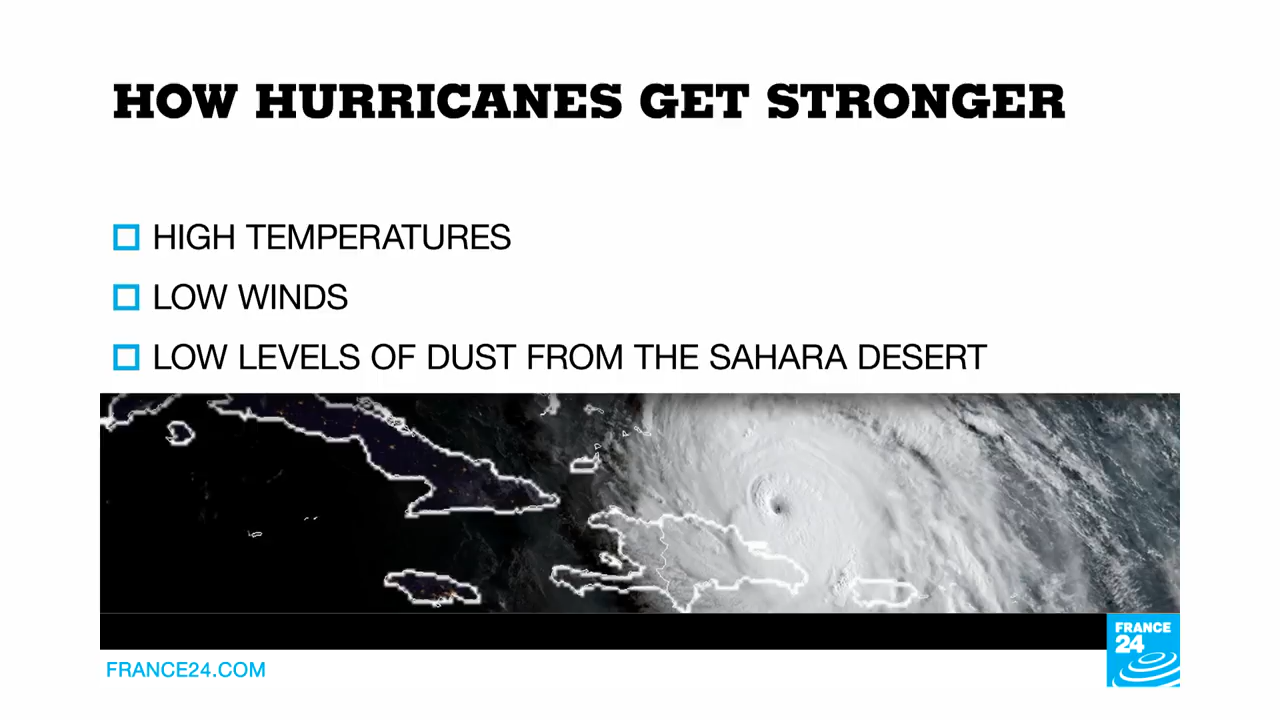 HOW HURRICANES GET STRONGER
HIGH TEMPERATURES
LOW WINDS
LOW LEVELS OF DUST FROM THE SAHARA DESERT
FRANCE
24
FRANCE24.COM